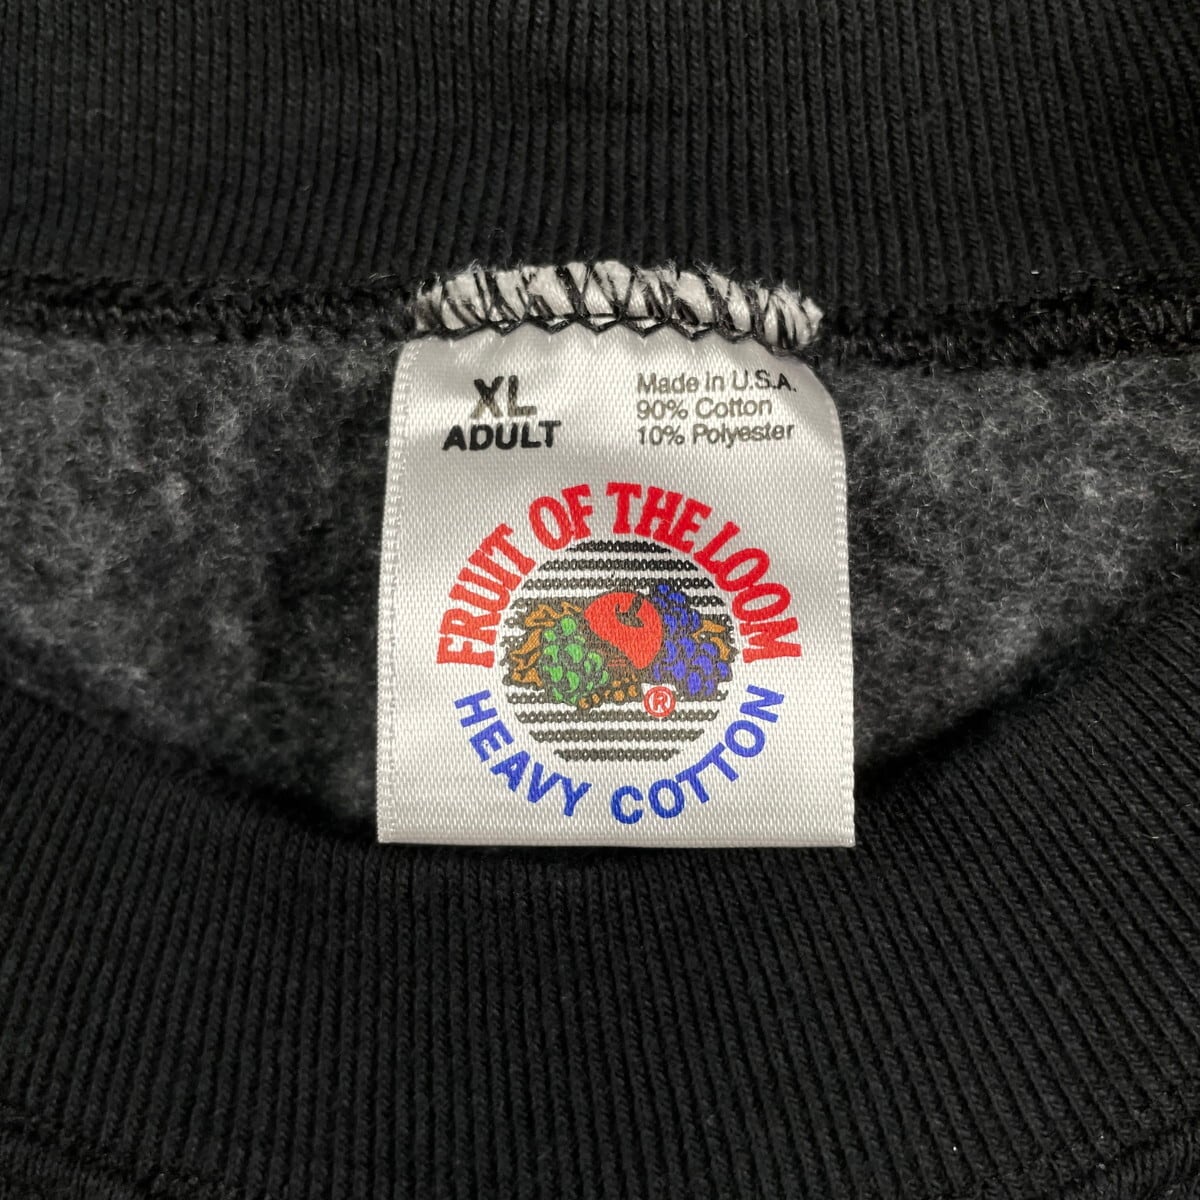 XL
ADULT
Made in U.S.A.
90% Cotton
10% Polyester
FRUIT OF THE LOOM
®
HEAVY COTTON